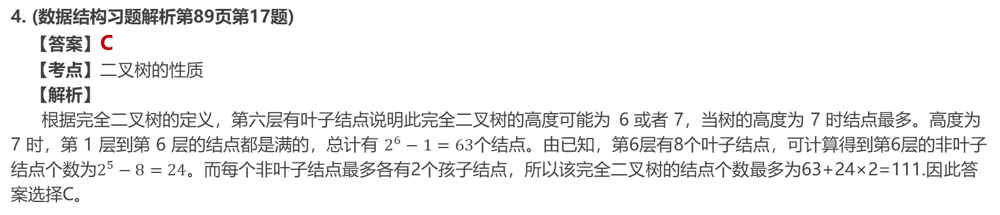 4. (数据结构习题解析第89页第17题)
【答案】C
【考点】二叉树的性质
【解析】
根据完全二叉树的定义，第六层有叶子结点说明此完全二叉树的高度可能为 6 或者 7，当树的高度为 7 时结点最多。高度为
7 时，第 1 层到第 6 层的结点都是满的，总计有 2⁶ − 1 = 63个结点。由已知，第6层有8个叶子结点，可计算得到第6层的非叶子
结点个数为2⁵ − 8 = 24。而每个非叶子结点最多各有2个孩子结点，所以该完全二叉树的结点个数最多为63+24×2=111.因此答
案选择C。